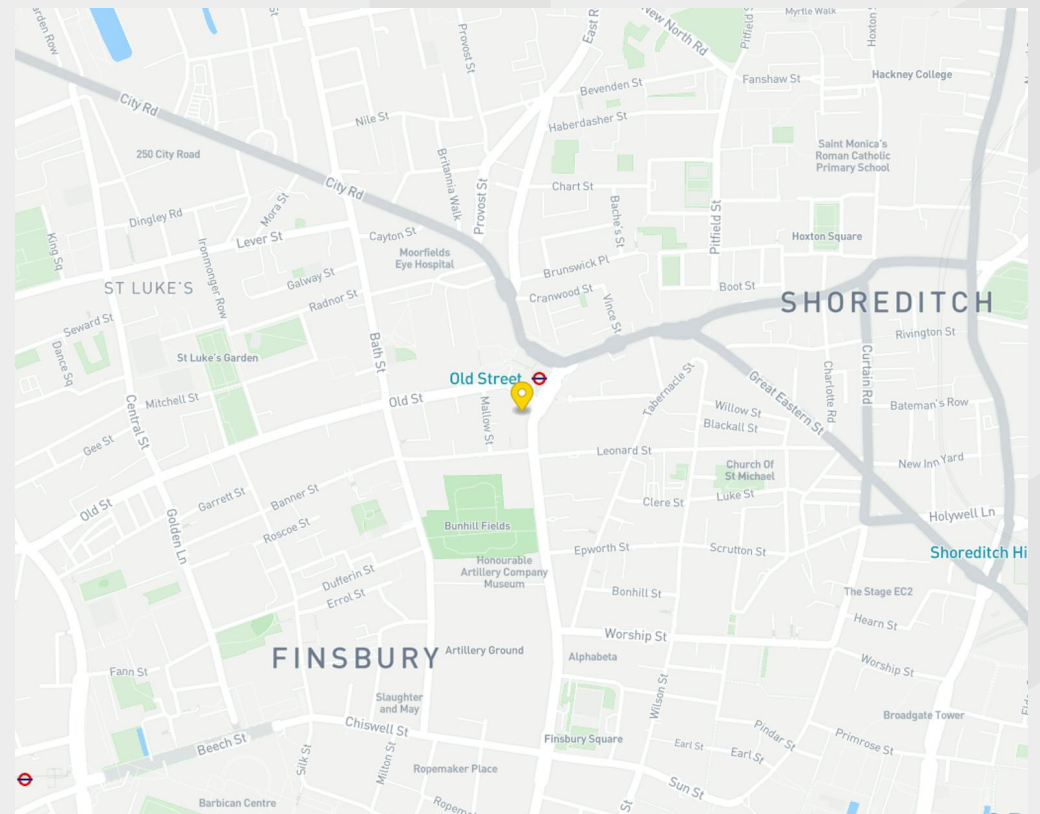 Myrtle Walk
New North Rd
East R
Pitfield S
Hoxton S
Provost St
Hackney College
Fanshaw St
Bevenden St
City Rd
Nile St
Haberdasher St
250 City Road
Britannia Walk
Saint Monica's
Roman Catholic
Primary School
City Rd
Chart St
Mora St
Provost St
Dingley Rd
Bache's St
Pitfield St
Lever St
Cayton St
Hoxton Square
King Sq
Ironmonger Row
Moorfields
Eye Hospital
Brunswick Pl
Galway St
ST LUKE'S
Radnor St
Cranwood St
Boot St
SHOREDITCH
Vince St
Seward St
Rivington St
Dance Sq
St Luke's Garden
Bath St
Old Street
Tabernacle St
Great Eastern St
Charlotte Rd
Curtain Rd
Mitchell St
Central St
Old St
Mallow St
Willow St
Bateman's Row
Blackall St
Gee St
Leonard St
New Inn Yard
Church Of
St Michael
Garrett St
Banner St
Luke St
Clere St
Old St
Golden Ln
Roscoe St
Bunhill Fields
Holywell Ln
Epworth St
Scrutton St
Shoreditch Hi
Honourable
Artillery Company
Museum
Dufferin St
Errol St
Bonhill St
The Stage EC2
Hearn St
Worship St
FINSBURY
Artillery Ground
Alphabeta
Worship St
Fann St
Wilson St
Slaughter
and May
Broadgate Tower
Chiswell St
Finsbury Square
Pindar St
Primrose St
Beech St
Earl St
Earl St
Silk St
Milton St
Ropemaker Place
Sun St
Barbican Centre
Ropem
St